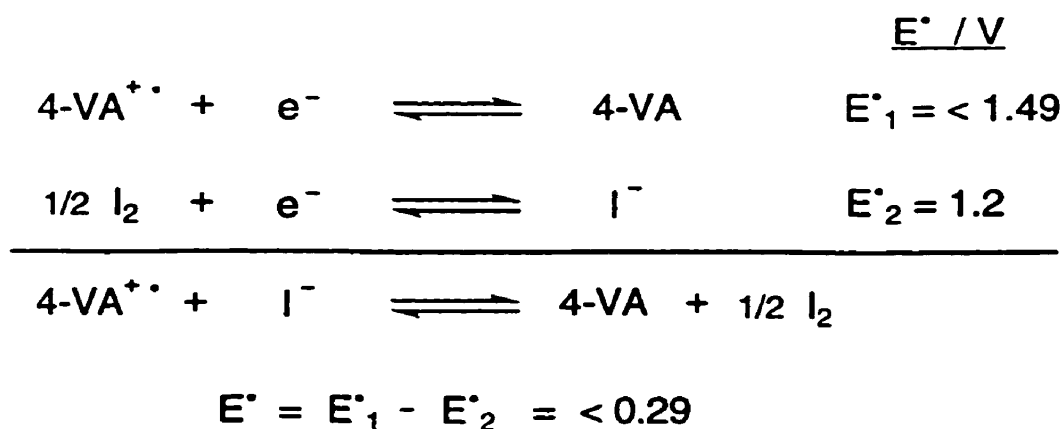 E° / V
4-VA⁺• + e⁻ ⇌ 4-VA E°₁ = < 1.49
1/2 I₂ + e⁻ ⇌ I⁻ E°₂ = 1.2
4-VA⁺• + I⁻ ⇌ 4-VA + 1/2 I₂
E° = E°₁ - E°₂ = < 0.29